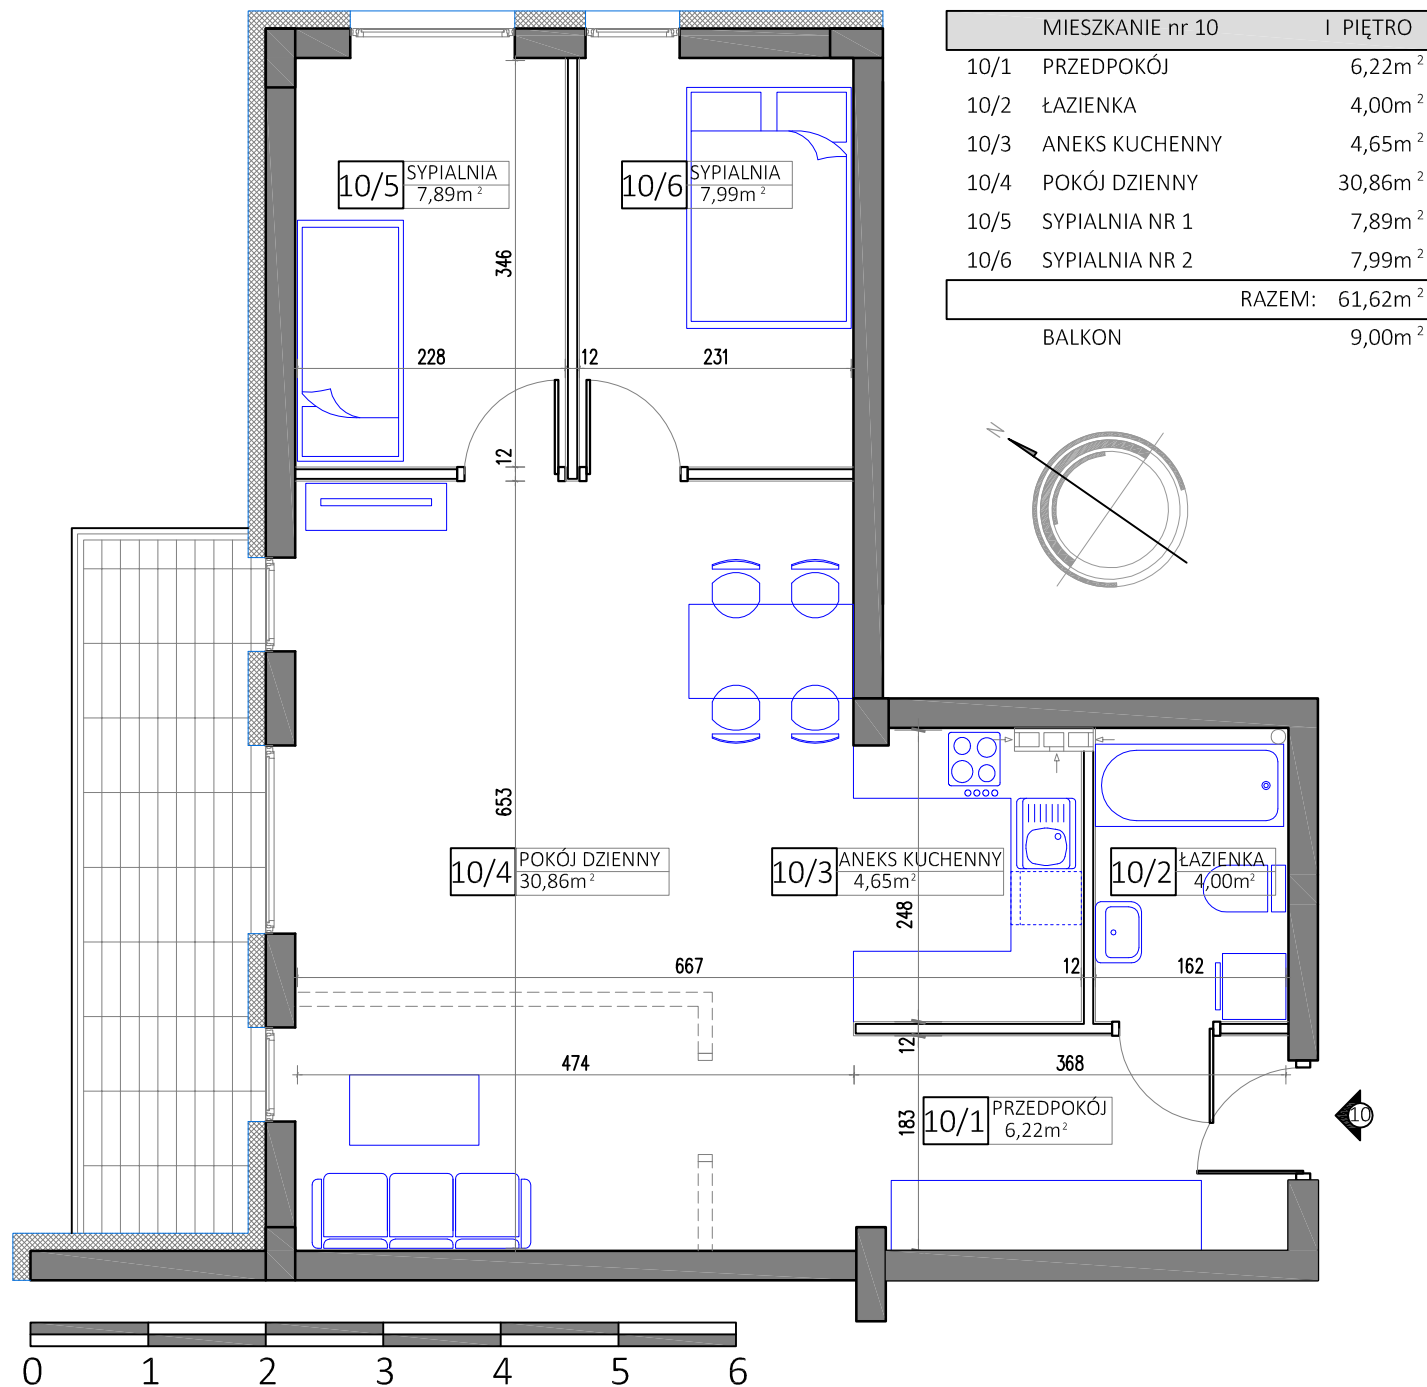 MIESZKANIE nr 10 I PIĘTRO
10/1 PRZEDPOKÓJ 6,22m²
10/2 ŁAZIENKA 4,00m²
10/3 ANEKS KUCHENNY 4,65m²
10/4 POKÓJ DZIENNY 30,86m²
10/5 SYPIALNIA NR 1 7,89m²
10/6 SYPIALNIA NR 2 7,99m²
RAZEM: 61,62m²
BALKON 9,00m²
N
10/5 SYPIALNIA
7,89m²
10/6 SYPIALNIA
7,99m²
346
228
12
231
12
653
10/4 POKÓJ DZIENNY
30,86m²
10/3 ANEKS KUCHENNY
4,65m²
10/2 ŁAZIENKA
4,00m²
248
667
12
162
12
474
368
183
10/1 PRZEDPOKÓJ
6,22m²
10
0 1 2 3 4 5 6